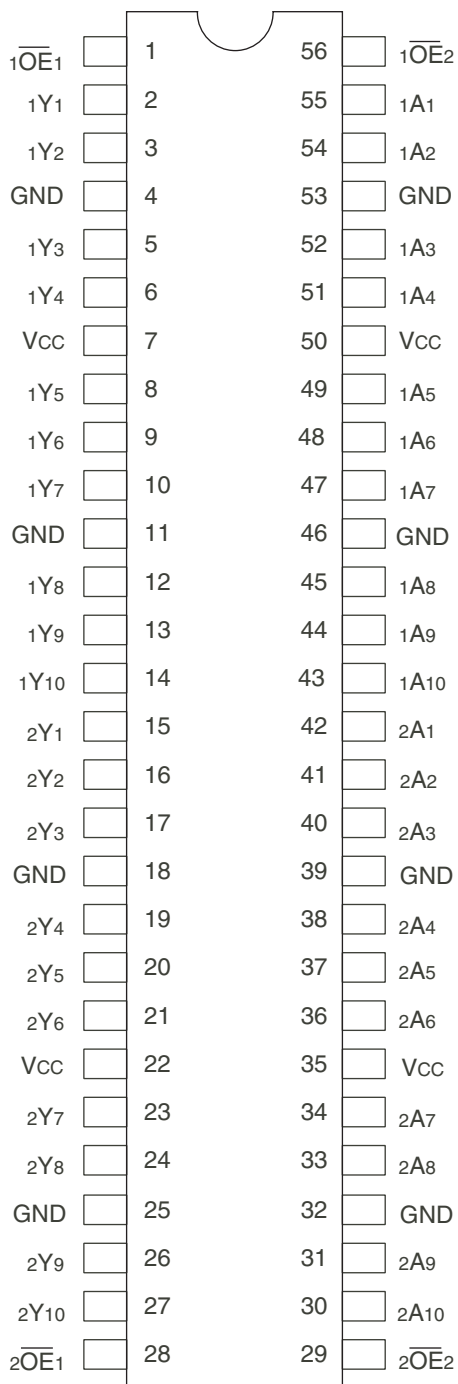 1OE1 1 56 1OE2
1Y1 2 55 1A1
1Y2 3 54 1A2
GND 4 53 GND
1Y3 5 52 1A3
1Y4 6 51 1A4
VCC 7 50 VCC
1Y5 8 49 1A5
1Y6 9 48 1A6
1Y7 10 47 1A7
GND 11 46 GND
1Y8 12 45 1A8
1Y9 13 44 1A9
1Y10 14 43 1A10
2Y1 15 42 2A1
2Y2 16 41 2A2
2Y3 17 40 2A3
GND 18 39 GND
2Y4 19 38 2A4
2Y5 20 37 2A5
2Y6 21 36 2A6
VCC 22 35 VCC
2Y7 23 34 2A7
2Y8 24 33 2A8
GND 25 32 GND
2Y9 26 31 2A9
2Y10 27 30 2A10
2OE1 28 29 2OE2